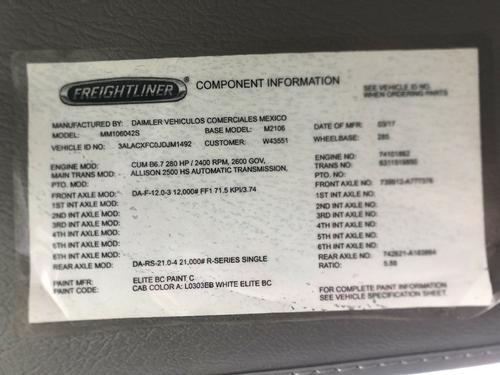 FREIGHTLINER
COMPONENT INFORMATION
SEE VEHICLE ID NO.
WHEN ORDERING PARTS
MANUFACTURED BY: DAIMLER VEHICULOS COMERCIALES MEXICO DATE OF MFR: 03/17
MODEL: MM106042S BASE MODEL: M2106 WHEELBASE: 285
VEHICLE ID NO: 3ALACXFC0JDJM1492 CUSTOMER: W43551
ENGINE MOD: CUM B6.7 280 HP / 2400 RPM, 2600 GOV, ENGINE NO: 74101862
MAIN TRANS MOD: ALLISON 2500 HS AUTOMATIC TRANSMISSION, TRANS NO:
PTO. MOD: PTO. NO:
FRONT AXLE MOD: DA-F-12.0-3 12,000# FF1 71.5 KPI/3.74 FRONT AXLE NO:
1ST INT AXLE MOD: 1ST INT AXLE NO:
2ND INT AXLE MOD: 2ND INT AXLE NO:
3RD INT AXLE MOD: 3RD INT AXLE NO:
4TH INT AXLE MOD: 4TH INT AXLE NO:
5TH INT AXLE MOD: 5TH INT AXLE NO:
6TH INT AXLE MOD: 6TH INT AXLE NO:
REAR AXLE MOD: DA-RS-21.0-4 21,000# R-SERIES SINGLE REAR AXLE NO:
RATIO: 5.88
PAINT MFR: ELITE BC PAINT C
PAINT CODE: CAB COLOR A: L0303EB WHITE ELITE BC
FOR COMPLETE PAINT INFORMATION
SEE VEHICLE SPECIFICATION SHEET.